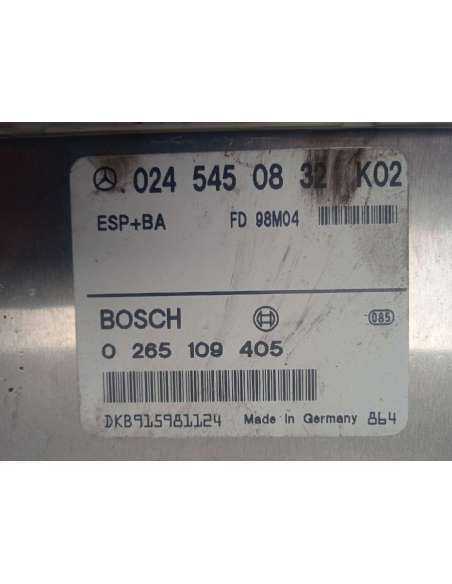 024 545 08 32 K02
ESP+BA FD 98M04
BOSCH 085
0 265 109 405
DKB915981124 Made in Germany 864